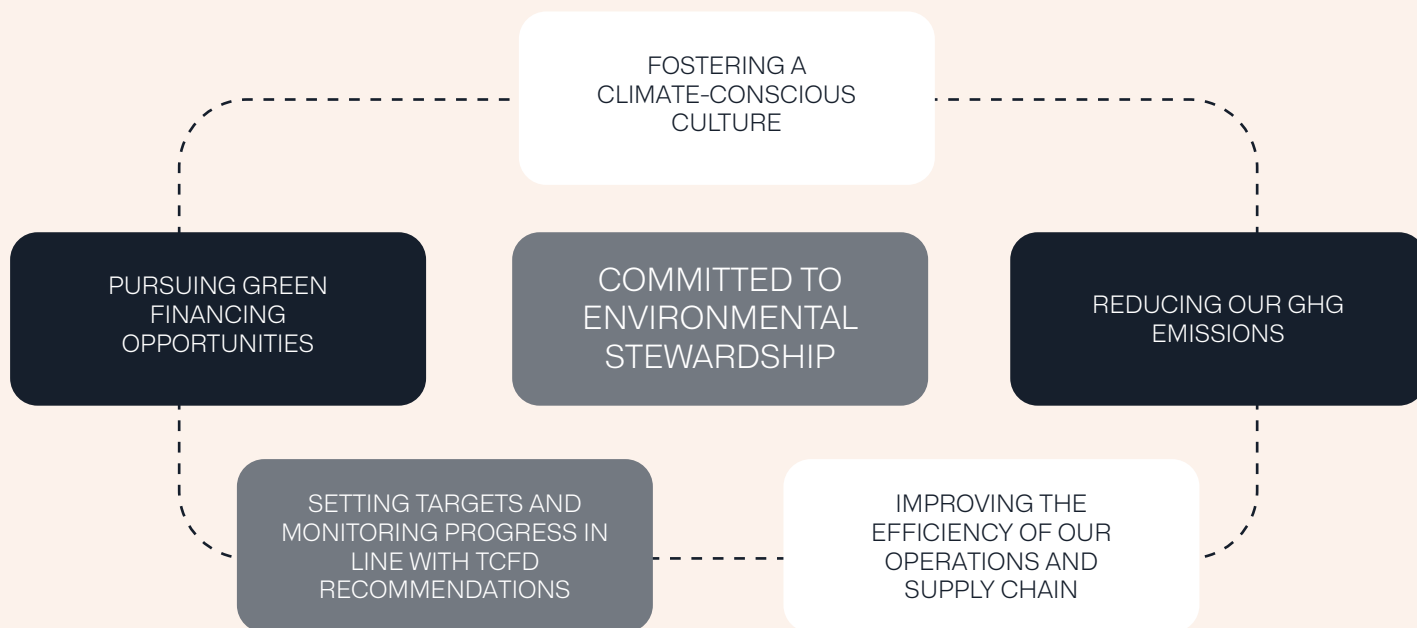 FOSTERING A
CLIMATE-CONSCIOUS
CULTURE
PURSUING GREEN
FINANCING
OPPORTUNITIES
COMMITTED TO
ENVIRONMENTAL
STEWARDSHIP
REDUCING OUR GHG
EMISSIONS
SETTING TARGETS AND
MONITORING PROGRESS IN
LINE WITH TCFD
RECOMMENDATIONS
IMPROVING THE
EFFICIENCY OF OUR
OPERATIONS AND
SUPPLY CHAIN